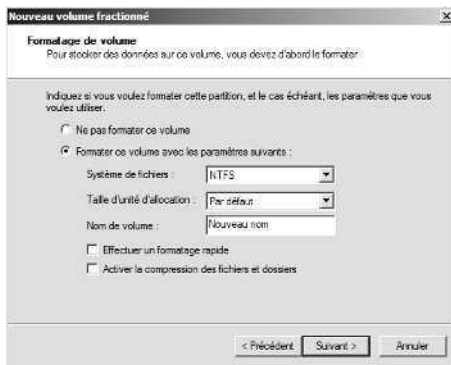 Nouveau volume fractionné
Formatage de volume
Pour stocker des données sur ce volume, vous devez d'abord le formater.
Indiquez si vous voulez formater cette partition, et le cas échéant, les paramètres que vous
voulez utiliser.
Ne pas formater ce volume
Formater ce volume avec les paramètres suivants :
Système de fichiers : NTFS
Taille d'unité d'allocation : Par défaut
Nom de volume : Nouveau nom
Effectuer un formatage rapide
Activer la compression des fichiers et dossiers
< Précédent Suivant > Annuler